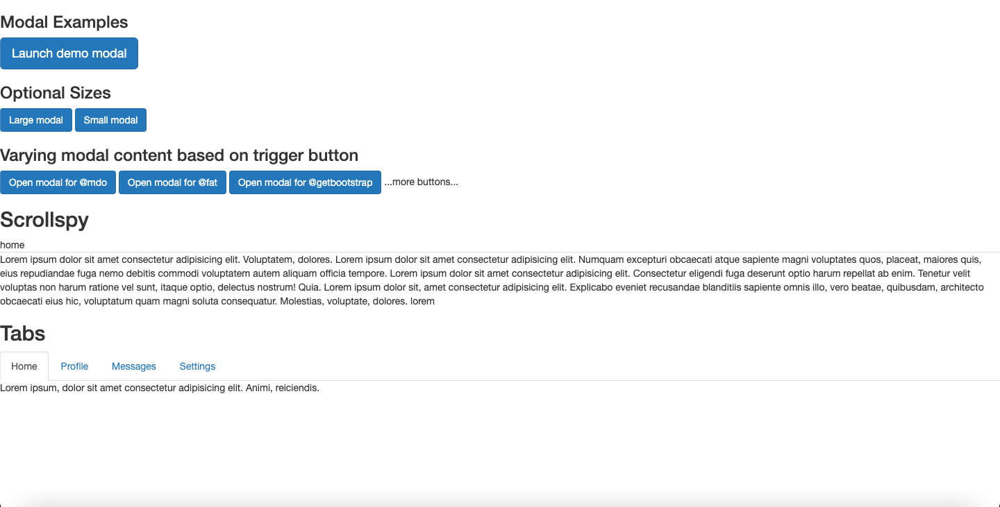 Modal Examples
Launch demo modal
Optional Sizes
Large modal Small modal
Varying modal content based on trigger button
Open modal for @mdo Open modal for @fat Open modal for @getbootstrap ...more buttons...
Scrollspy
home
Lorem ipsum dolor sit amet consectetur adipisicing elit. Voluptatem, dolores. Lorem ipsum dolor sit amet consectetur adipisicing elit. Numquam excepturi obcaecati atque sapiente magni voluptates quos, placeat, maiores quis,
eius repudiandae fuga nemo debitis commodi voluptatem autem aliquam officia tempore. Lorem ipsum dolor sit amet consectetur adipisicing elit. Consectetur eligendi fuga deserunt optio harum repellat ab enim. Tenetur velit
voluptas non harum ratione vel sunt, itaque optio, delectus nostrum! Quia. Lorem ipsum dolor sit, amet consectetur adipisicing elit. Explicabo eveniet recusandae blanditiis sapiente omnis illo, vero beatae, quibusdam, architecto
obcaecati eius hic, voluptatum quam magni soluta consequatur. Molestias, voluptate, dolores. lorem
Tabs
Home Profile Messages Settings
Lorem ipsum, dolor sit amet consectetur adipisicing elit. Animi, reiciendis.